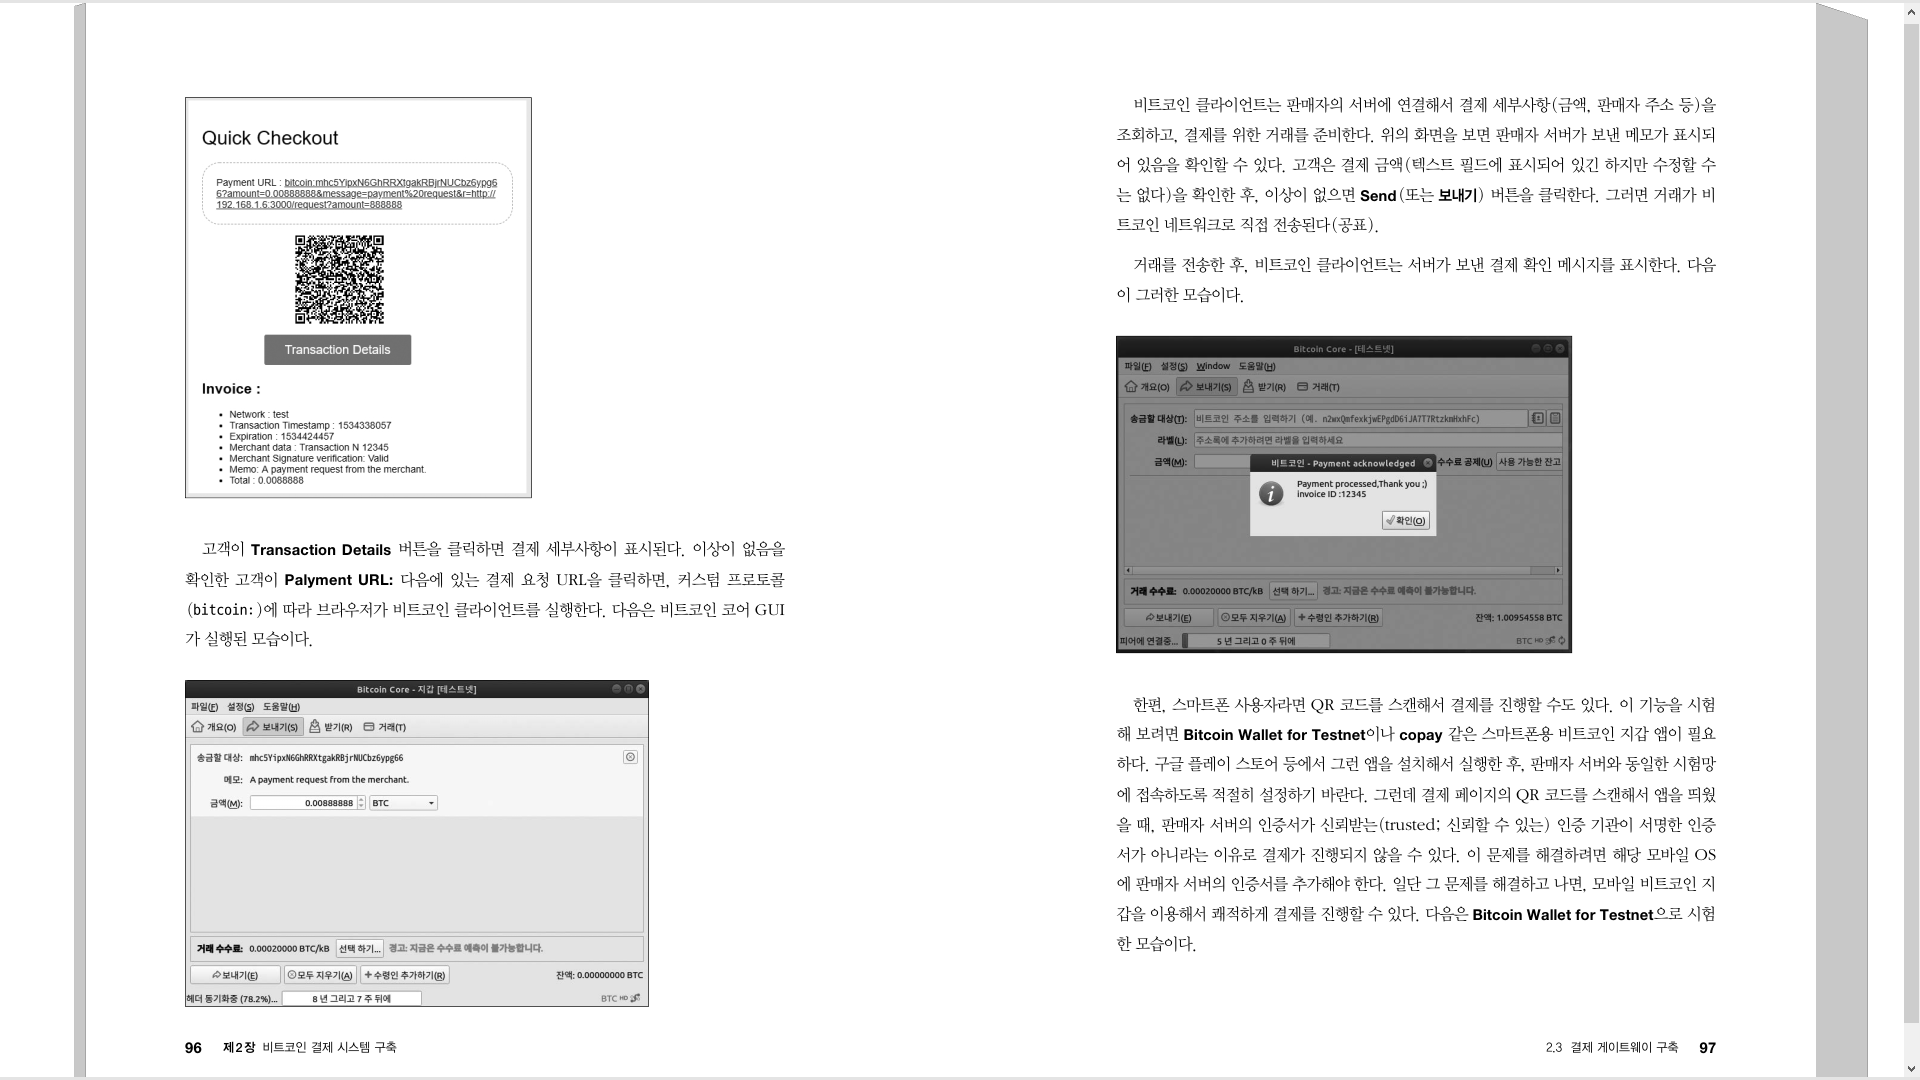 Quick Checkout
Payment URL : bitcoin:mhc5YipxN6GhRRXtgakRBjrNUCbz6ypg6
6?amount=0.00888888&message=payment%20request&r=http://
192.168.1.6:3000/request?amount=888888
Transaction Details
Invoice :
• Network : test
• Transaction Timestamp : 1534338057
• Expiration : 1534424457
• Merchant data : Transaction N 12345
• Merchant Signature verification: Valid
• Memo: A payment request from the merchant.
• Total : 0.0088888
고객이 Transaction Details 버튼을 클릭하면 결제 세부사항이 표시된다. 이상이 없음을
확인한 고객이 Palyment URL: 다음에 있는 결제 요청 URL을 클릭하면, 커스텀 프로토콜
(bitcoin:)에 따라 브라우저가 비트코인 클라이언트를 실행한다. 다음은 비트코인 코어 GUI
가 실행된 모습이다.
Bitcoin Core - 지갑 [테스트넷]
파일(F) 설정(S) 도움말(H)
개요(O) 보내기(S) 받기(R) 거래(T)
송금할 대상: mhc5YipxN6GhRRXtgakRBjrNUCbz6ypg66
메모: A payment request from the merchant.
금액(M): 0.00888888 BTC
거래 수수료: 0.00020000 BTC/kB 선택 하기... 경고: 지금은 수수료 예측이 불가능합니다.
보내기(E) 모두 지우기(A) 수령인 추가하기(R) 잔액: 0.00000000 BTC
헤더 동기화중 (78.2%)... 8 년 그리고 7 주 뒤에 BTC HD
96 제2장 비트코인 결제 시스템 구축
비트코인 클라이언트는 판매자의 서버에 연결해서 결제 세부사항(금액, 판매자 주소 등)을
조회하고, 결제를 위한 거래를 준비한다. 위의 화면을 보면 판매자 서버가 보낸 메모가 표시되
어 있음을 확인할 수 있다. 고객은 결제 금액(텍스트 필드에 표시되어 있긴 하지만 수정할 수
는 없다)을 확인한 후, 이상이 없으면 Send(또는 보내기) 버튼을 클릭한다. 그러면 거래가 비
트코인 네트워크로 직접 전송된다(공표).
거래를 전송한 후, 비트코인 클라이언트는 서버가 보낸 결제 확인 메시지를 표시한다. 다음
이 그러한 모습이다.
Bitcoin Core - [테스트넷]
파일(F) 설정(S) Window 도움말(H)
개요(O) 보내기(S) 받기(R) 거래(T)
송금할 대상(T): 비트코인 주소를 입력하기 (예. n2wxQmfexkjwEPgdD6iJA7T7RtzkmHxhFc)
라벨(L): 주소록에 추가하려면 라벨을 입력하세요
금액(M): 수수료 공제(U) 사용 가능한 잔고
비트코인 - Payment acknowledged
Payment processed,Thank you ;)
invoice ID :12345
확인(O)
거래 수수료: 0.00020000 BTC/kB 선택 하기... 경고: 지금은 수수료 예측이 불가능합니다.
보내기(E) 모두 지우기(A) 수령인 추가하기(R) 잔액: 1.00954558 BTC
피어에 연결중... 5 년 그리고 0 주 뒤에 BTC HD
한편, 스마트폰 사용자라면 QR 코드를 스캔해서 결제를 진행할 수도 있다. 이 기능을 시험
해 보려면 Bitcoin Wallet for Testnet이나 copay 같은 스마트폰용 비트코인 지갑 앱이 필요
하다. 구글 플레이 스토어 등에서 그런 앱을 설치해서 실행한 후, 판매자 서버와 동일한 시험망
에 접속하도록 적절히 설정하기 바란다. 그런데 결제 페이지의 QR 코드를 스캔해서 앱을 띄웠
을 때, 판매자 서버의 인증서가 신뢰받는(trusted; 신뢰할 수 있는) 인증 기관이 서명한 인증
서가 아니라는 이유로 결제가 진행되지 않을 수 있다. 이 문제를 해결하려면 해당 모바일 OS
에 판매자 서버의 인증서를 추가해야 한다. 일단 그 문제를 해결하고 나면, 모바일 비트코인 지
갑을 이용해서 쾌적하게 결제를 진행할 수 있다. 다음은 Bitcoin Wallet for Testnet으로 시험
한 모습이다.
2.3 결제 게이트웨이 구축 97